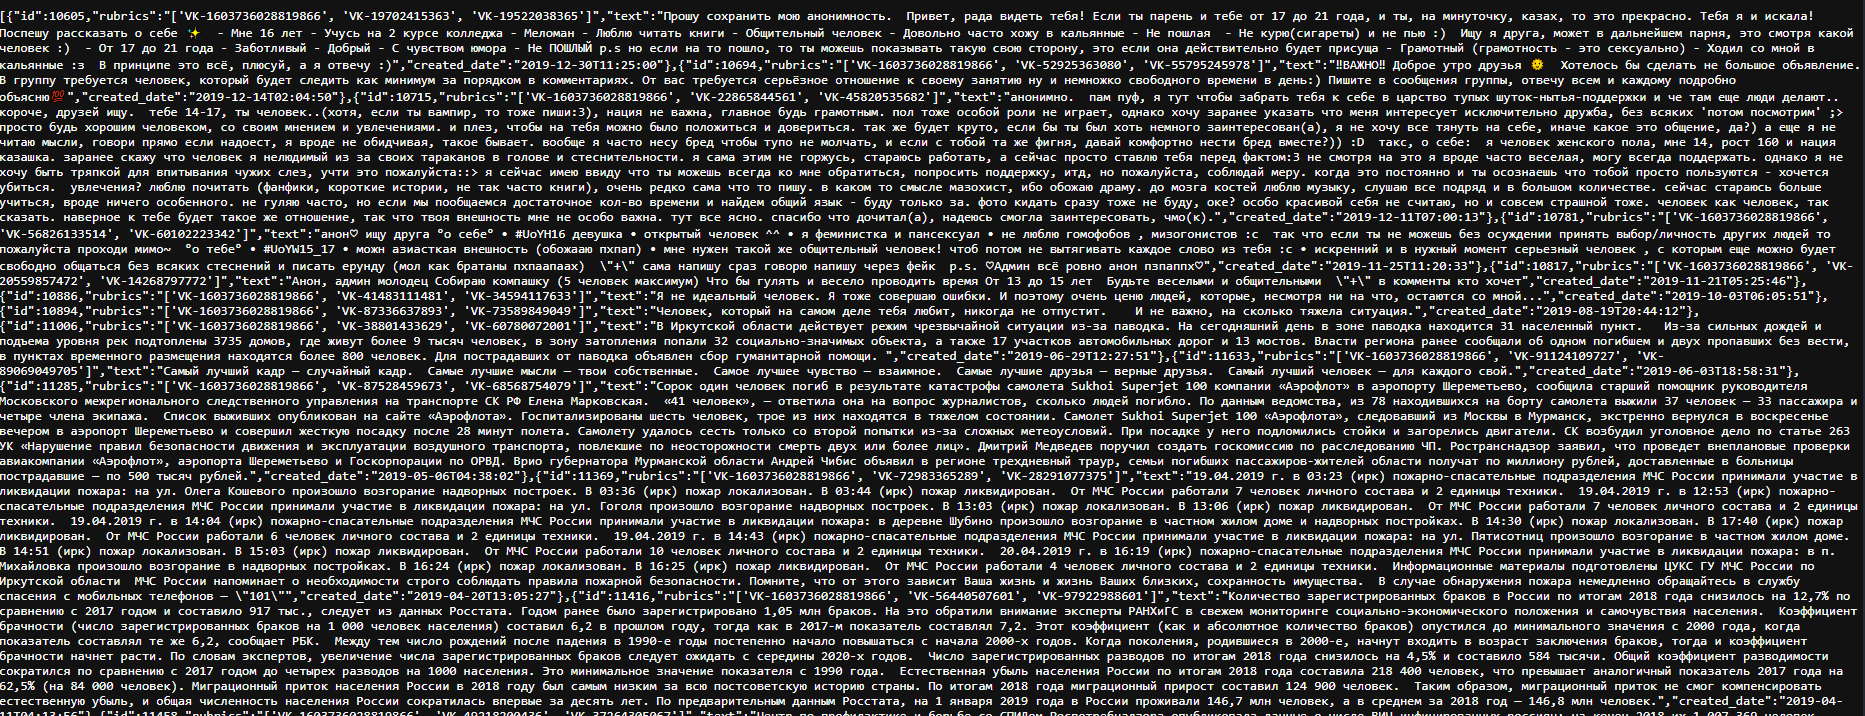 [{"id":10605,"rubrics":"['VK-1603736028819866', 'VK-19702415363', 'VK-19522038365']","text":"Прошу сохранить мою анонимность.  Привет, рада видеть тебя! Если ты парень и тебе от 17 до 21 года, и ты, на минуточку, казах, то это прекрасно. Тебя я и искала!
Поспешу рассказать о себе ✨  - Мне 16 лет - Учусь на 2 курсе колледжа - Меломан - Люблю читать книги - Общительный человек - Довольно часто хожу в кальянные - Не пошлая  - Не курю(сигареты) и не пью :)  Ищу я друга, может в дальнейшем парня, это смотря какой
человек :)  - От 17 до 21 года - Заботливый - Добрый - С чувством юмора - Не ПОШЛЫЙ p.s но если на то пошло, то ты можешь показывать такую свою сторону, это если она действительно будет присуща - Грамотный (грамотность - это сексуально) - Ходил со мной в
кальянные :з  В принципе это всё, плюсуй, а я отвечу :)","created_date":"2019-12-30T11:25:00"},{"id":10694,"rubrics":"['VK-1603736028819866', 'VK-52925363080', 'VK-55795245978']","text":"‼ВАЖНО‼ Доброе утро друзья 🌞  Хотелось бы сделать не большое объявление.
В группу требуется человек, который будет следить как минимум за порядком в комментариях. От вас требуется серьёзное отношение к своему занятию ну и немножко свободного времени в день:) Пишите в сообщения группы, отвечу всем и каждому подробно
объясню💯","created_date":"2019-12-14T02:04:50"},{"id":10715,"rubrics":"['VK-1603736028819866', 'VK-22865844561', 'VK-45820535682']","text":"анонимно.  пам пуф, я тут чтобы забрать тебя к себе в царство тупых шуток-нытья-поддержки и че там еще люди делают..
короче, друзей ищу.  тебе 14-17, ты человек..(хотя, если ты вампир, то тоже пиши:3), нация не важна, главное будь грамотным. пол тоже особой роли не играет, однако хочу заранее указать что меня интересует исключительно дружба, без всяких 'потом посмотрим' ;>
просто будь хорошим человеком, со своим мнением и увлечениями. и плез, чтобы на тебя можно было положиться и довериться. так же будет круто, если бы ты был хоть немного заинтересован(а), я не хочу все тянуть на себе, иначе какое это общение, да?) а еще я не
читаю мысли, говори прямо если надоест, я вроде не обидчивая, такое бывает. вообще я часто несу бред чтобы тупо не молчать, и если с тобой та же фигня, давай комфортно нести бред вместе?)) :D  такс, о себе:  я человек женского пола, мне 14, рост 160 и нация
казашка. заранее скажу что человек я нелюдимый из за своих тараканов в голове и стеснительности. я сама этим не горжусь, стараюсь работать, а сейчас просто ставлю тебя перед фактом:3 не смотря на это я вроде часто веселая, могу всегда поддержать. однако я не
хочу быть тряпкой для впитывания чужих слез, учти это пожалуйста::> я сейчас имею ввиду что ты можешь всегда ко мне обратиться, попросить поддержку, итд, но пожалуйста, соблюдай меру. когда это постоянно и ты осознаешь что тобой просто пользуются - хочется
убиться.  увлечения? люблю почитать (фанфики, короткие истории, не так часто книги), очень редко сама что то пишу. в каком то смысле мазохист, ибо обожаю драму. до мозга костей люблю музыку, слушаю все подряд и в большом количестве. сейчас стараюсь больше
учиться, вроде ничего особенного. не гуляю часто, но если мы пообщаемся достаточное кол-во времени и найдем общий язык - буду только за. фото кидать сразу тоже не буду, оке? особо красивой себя не считаю, но и совсем страшной тоже. человек как человек, так
сказать. наверное к тебе будет такое же отношение, так что твоя внешность мне не особо важна. тут все ясно. спасибо что дочитал(а), надеюсь смогла заинтересовать, чмо(к).","created_date":"2019-12-11T07:00:13"},{"id":10781,"rubrics":"['VK-1603736028819866',
'VK-56826133514', 'VK-60102223342']","text":"анон♡ ищу друга °о себе° • #UoYH16 девушка • открытый человек ^^ • я феминистка и пансексуал • не люблю гомофобов , мизогонистов :с  так что если ты не можешь без осуждении принять выбор/личность других людей то
пожалуйста проходи мимо~  °о тебе° • #UoYW15_17 • можн азиасткая внешность (обожааю пхпап) • мне нужен такой же общительный человек! чтоб потом не вытягивать каждое слово из тебя :с • искренний и в нужный момент серьезный человек , с которым еще можно будет
свободно общаться без всяких стеснений и писать ерунду (мол как братаны пхпаапаах)  \"+\" сама напишу сраз говорю напишу через фейк  p.s. ♡Админ всё ровно анон пзпаппх♡","created_date":"2019-11-25T11:20:33"},{"id":10817,"rubrics":"['VK-1603736028819866', 'VK-
20559857472', 'VK-14268797772']","text":"Анон, админ молодец Собираю компашку (5 человек максимум) Что бы гулять и весело проводить время От 13 до 15 лет  Будьте веселыми и общительными  \"+\" в комменты кто хочет","created_date":"2019-11-21T05:25:46"},
{"id":10886,"rubrics":"['VK-1603736028819866', 'VK-41483111481', 'VK-34594117633']","text":"Я не идеальный человек. Я тоже совершаю ошибки. И поэтому очень ценю людей, которые, несмотря ни на что, остаются со мной...","created_date":"2019-10-03T06:05:51"},
{"id":10894,"rubrics":"['VK-1603736028819866', 'VK-87336637893', 'VK-73589849049']","text":"Человек, который на самом деле тебя любит, никогда не отпустит.    И не важно, на сколько тяжела ситуация.","created_date":"2019-08-19T20:44:12"},
{"id":11006,"rubrics":"['VK-1603736028819866', 'VK-38801433629', 'VK-60780072001']","text":"В Иркутской области действует режим чрезвычайной ситуации из-за паводка. На сегодняшний день в зоне паводка находится 31 населенный пункт.   Из-за сильных дождей и
подъема уровня рек подтоплены 3735 домов, где живут более 9 тысяч человек, в зону затопления попали 32 социально-значимых объекта, а также 17 участков автомобильных дорог и 13 мостов. Власти региона ранее сообщали об одном погибшем и двух пропавших без вести,
в пунктах временного размещения находятся более 800 человек. Для пострадавших от паводка объявлен сбор гуманитарной помощи. ","created_date":"2019-06-29T12:27:51"},{"id":11633,"rubrics":"['VK-1603736028819866', 'VK-91124109727', 'VK-
89069049705']","text":"Самый лучший кадр — случайный кадр.  Самые лучшие мысли — твои собственные.  Самое лучшее чувство — взаимное.  Самые лучшие друзья — верные друзья.  Самый лучший человек — для каждого свой.","created_date":"2019-06-03T18:58:31"},
{"id":11285,"rubrics":"['VK-1603736028819866', 'VK-87528459673', 'VK-68568754079']","text":"Сорок один человек погиб в результате катастрофы самолета Sukhoi Superjet 100 компании «Аэрофлот» в аэропорту Шереметьево, сообщила старший помощник руководителя
Московского межрегионального следственного управления на транспорте СК РФ Елена Марковская.  «41 человек», — ответила она на вопрос журналистов, сколько людей погибло. По данным ведомства, из 78 находившихся на борту самолета выжили 37 человек — 33 пассажира и
четыре члена экипажа.  Список выживших опубликован на сайте «Аэрофлота». Госпитализированы шесть человек, трое из них находятся в тяжелом состоянии. Самолет Sukhoi Superjet 100 «Аэрофлота», следовавший из Москвы в Мурманск, экстренно вернулся в воскресенье
вечером в аэропорт Шереметьево и совершил жесткую посадку после 28 минут полета. Самолету удалось сесть только со второй попытки из-за сложных метеоусловий. При посадке у него подломились стойки и загорелись двигатели. СК возбудил уголовное дело по статье 263
УК «Нарушение правил безопасности движения и эксплуатации воздушного транспорта, повлекшие по неосторожности смерть двух или более лиц». Дмитрий Медведев поручил создать госкомиссию по расследованию ЧП. Ространснадзор заявил, что проведет внеплановые проверки
авиакомпании «Аэрофлот», аэропорта Шереметьево и Госкорпорации по ОРВД. Врио губернатора Мурманской области Андрей Чибис объявил в регионе трехдневный траур, семьи погибших пассажиров-жителей области получат по миллиону рублей, доставленные в больницы
пострадавшие — по 500 тысяч рублей.","created_date":"2019-05-06T04:38:02"},{"id":11369,"rubrics":"['VK-1603736028819866', 'VK-72983365289', 'VK-28291077375']","text":"19.04.2019 г. в 03:23 (ирк) пожарно-спасательные подразделения МЧС России принимали участие в
ликвидации пожара: на ул. Олега Кошевого произошло возгорание надворных построек. В 03:36 (ирк) пожар локализован. В 03:44 (ирк) пожар ликвидирован.  От МЧС России работали 7 человек личного состава и 2 единицы техники.  19.04.2019 г. в 12:53 (ирк) пожарно-
спасательные подразделения МЧС России принимали участие в ликвидации пожара: на ул. Гоголя произошло возгорание надворных построек. В 13:03 (ирк) пожар локализован. В 13:06 (ирк) пожар ликвидирован.  От МЧС России работали 7 человек личного состава и 2 единицы
техники.  19.04.2019 г. в 14:04 (ирк) пожарно-спасательные подразделения МЧС России принимали участие в ликвидации пожара: в деревне Шубино произошло возгорание в частном жилом доме и надворных постройках. В 14:30 (ирк) пожар локализован. В 17:40 (ирк) пожар
ликвидирован.  От МЧС России работали 6 человек личного состава и 2 единицы техники.  19.04.2019 г. в 14:43 (ирк) пожарно-спасательные подразделения МЧС России принимали участие в ликвидации пожара: на ул. Пятисотниц произошло возгорание в частном жилом доме.
В 14:51 (ирк) пожар локализован. В 15:03 (ирк) пожар ликвидирован.  От МЧС России работали 10 человек личного состава и 2 единицы техники.  20.04.2019 г. в 16:19 (ирк) пожарно-спасательные подразделения МЧС России принимали участие в ликвидации пожара: в п.
Михайловка произошло возгорание в надворных постройках. В 16:24 (ирк) пожар локализован. В 16:25 (ирк) пожар ликвидирован.  От МЧС России работали 4 человек личного состава и 2 единицы техники.  Информационные материалы подготовлены ЦУКС ГУ МЧС России по
Иркутской области  МЧС России напоминает о необходимости строго соблюдать правила пожарной безопасности. Помните, что от этого зависит Ваша жизнь и жизнь Ваших близких, сохранность имущества.  В случае обнаружения пожара немедленно обращайтесь в службу
спасения с мобильных телефонов — \"101\"","created_date":"2019-04-20T13:05:27"},{"id":11416,"rubrics":"['VK-1603736028819866', 'VK-56440507601', 'VK-97922988601']","text":"Количество зарегистрированных браков в России по итогам 2018 года снизилось на 12,7% по
сравнению с 2017 годом и составило 917 тыс., следует из данных Росстата. Годом ранее было зарегистрировано 1,05 млн браков. На это обратили внимание эксперты РАНХиГС в свежем мониторинге социально-экономического положения и самочувствия населения.  Коэффициент
брачности (число зарегистрированных браков на 1 000 человек населения) составил 6,2 в прошлом году, тогда как в 2017-м показатель составлял 7,2. Этот коэффициент (как и абсолютное количество браков) опустился до минимального значения с 2000 года, когда
показатель составлял те же 6,2, сообщает РБК.  Между тем число рождений после падения в 1990-е годы постепенно начало повышаться с начала 2000-х годов. Когда поколения, родившиеся в 2000-е, начнут входить в возраст заключения браков, тогда и коэффициент
брачности начнет расти. По словам экспертов, увеличение числа зарегистрированных браков следует ожидать с середины 2020-х годов.  Число зарегистрированных разводов по итогам 2018 года снизилось на 4,5% и составило 584 тысячи. Общий коэффициент разводимости
сократился по сравнению с 2017 годом до четырех разводов на 1000 населения. Это минимальное значение показателя с 1990 года.  Естественная убыль населения России по итогам 2018 года составила 218 400 человек, что превышает аналогичный показатель 2017 года на
62,5% (на 84 000 человек). Миграционный приток населения России в 2018 году был самым низким за всю постсоветскую историю страны. По итогам 2018 года миграционный прирост составил 124 900 человек.  Таким образом, миграционный приток не смог компенсировать
естественную убыль, и общая численность населения России сократилась впервые за десять лет. По предварительным данным Росстата, на 1 января 2019 года в России проживали 146,7 млн человек, а в среднем за 2018 год — 146,8 млн человек.","created_date":"2019-04-